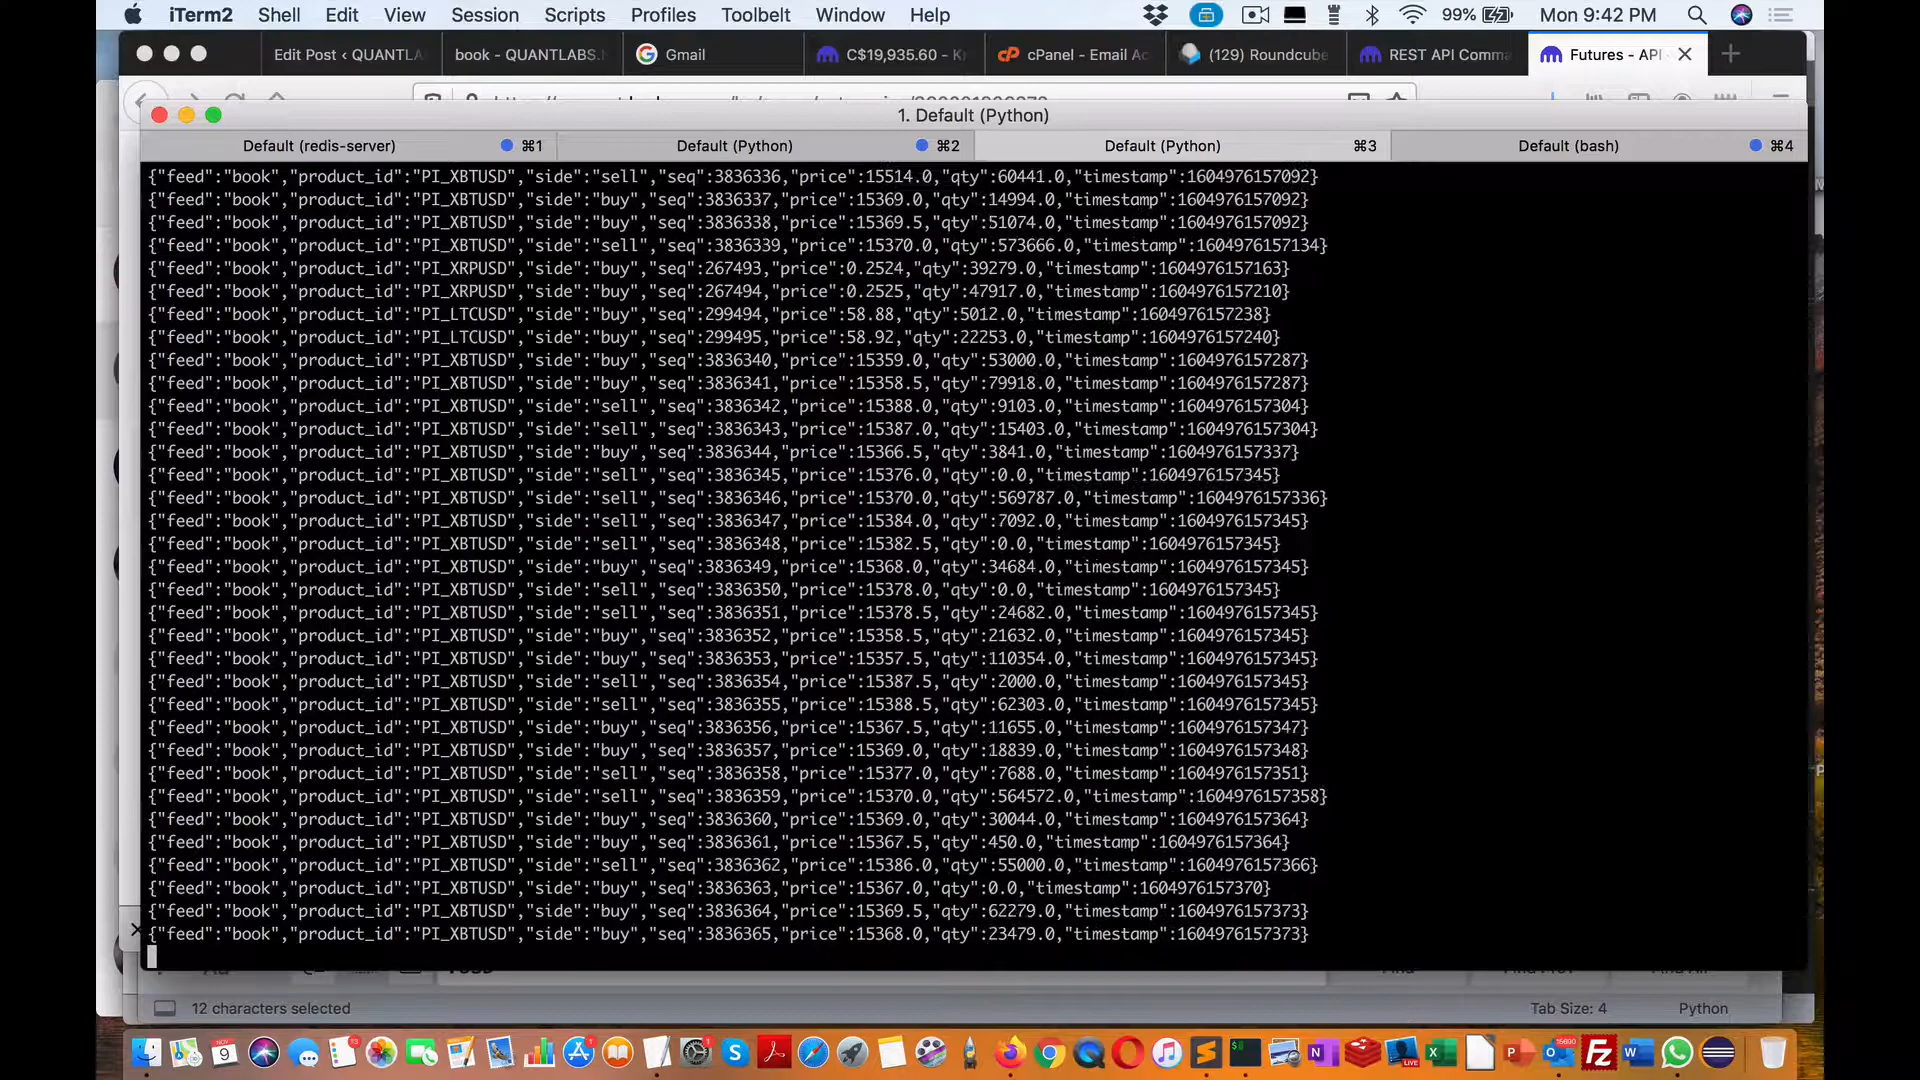 iTerm2 Shell Edit View Session Scripts Profiles Toolbelt Window Help 99% Mon 9:42 PM
Edit Post ‹ QUANTLA book - QUANTLABS.N Gmail C$19,935.60 - K cPanel - Email Ac (129) Roundcube REST API Comma Futures - API
1. Default (Python)
Default (redis-server) ⌘1 Default (Python) ⌘2 Default (Python) ⌘3 Default (bash) ⌘4
{"feed":"book","product_id":"PI_XBTUSD","side":"sell","seq":3836336,"price":15514.0,"qty":60441.0,"timestamp":1604976157092}
{"feed":"book","product_id":"PI_XBTUSD","side":"buy","seq":3836337,"price":15369.0,"qty":14994.0,"timestamp":1604976157092}
{"feed":"book","product_id":"PI_XBTUSD","side":"buy","seq":3836338,"price":15369.5,"qty":51074.0,"timestamp":1604976157092}
{"feed":"book","product_id":"PI_XBTUSD","side":"sell","seq":3836339,"price":15370.0,"qty":573666.0,"timestamp":1604976157134}
{"feed":"book","product_id":"PI_XRPUSD","side":"buy","seq":267493,"price":0.2524,"qty":39279.0,"timestamp":1604976157163}
{"feed":"book","product_id":"PI_XRPUSD","side":"buy","seq":267494,"price":0.2525,"qty":47917.0,"timestamp":1604976157210}
{"feed":"book","product_id":"PI_LTCUSD","side":"buy","seq":299494,"price":58.88,"qty":5012.0,"timestamp":1604976157238}
{"feed":"book","product_id":"PI_LTCUSD","side":"buy","seq":299495,"price":58.92,"qty":22253.0,"timestamp":1604976157240}
{"feed":"book","product_id":"PI_XBTUSD","side":"buy","seq":3836340,"price":15359.0,"qty":53000.0,"timestamp":1604976157287}
{"feed":"book","product_id":"PI_XBTUSD","side":"buy","seq":3836341,"price":15358.5,"qty":79918.0,"timestamp":1604976157287}
{"feed":"book","product_id":"PI_XBTUSD","side":"sell","seq":3836342,"price":15388.0,"qty":9103.0,"timestamp":1604976157304}
{"feed":"book","product_id":"PI_XBTUSD","side":"sell","seq":3836343,"price":15387.0,"qty":15403.0,"timestamp":1604976157304}
{"feed":"book","product_id":"PI_XBTUSD","side":"buy","seq":3836344,"price":15366.5,"qty":3841.0,"timestamp":1604976157337}
{"feed":"book","product_id":"PI_XBTUSD","side":"sell","seq":3836345,"price":15376.0,"qty":0.0,"timestamp":1604976157345}
{"feed":"book","product_id":"PI_XBTUSD","side":"sell","seq":3836346,"price":15370.0,"qty":569787.0,"timestamp":1604976157336}
{"feed":"book","product_id":"PI_XBTUSD","side":"sell","seq":3836347,"price":15384.0,"qty":7092.0,"timestamp":1604976157345}
{"feed":"book","product_id":"PI_XBTUSD","side":"sell","seq":3836348,"price":15382.5,"qty":0.0,"timestamp":1604976157345}
{"feed":"book","product_id":"PI_XBTUSD","side":"buy","seq":3836349,"price":15368.0,"qty":34684.0,"timestamp":1604976157345}
{"feed":"book","product_id":"PI_XBTUSD","side":"sell","seq":3836350,"price":15378.0,"qty":0.0,"timestamp":1604976157345}
{"feed":"book","product_id":"PI_XBTUSD","side":"sell","seq":3836351,"price":15378.5,"qty":24682.0,"timestamp":1604976157345}
{"feed":"book","product_id":"PI_XBTUSD","side":"buy","seq":3836352,"price":15358.5,"qty":21632.0,"timestamp":1604976157345}
{"feed":"book","product_id":"PI_XBTUSD","side":"buy","seq":3836353,"price":15357.5,"qty":110354.0,"timestamp":1604976157345}
{"feed":"book","product_id":"PI_XBTUSD","side":"sell","seq":3836354,"price":15387.5,"qty":2000.0,"timestamp":1604976157345}
{"feed":"book","product_id":"PI_XBTUSD","side":"sell","seq":3836355,"price":15388.5,"qty":62303.0,"timestamp":1604976157345}
{"feed":"book","product_id":"PI_XBTUSD","side":"buy","seq":3836356,"price":15367.5,"qty":11655.0,"timestamp":1604976157347}
{"feed":"book","product_id":"PI_XBTUSD","side":"buy","seq":3836357,"price":15369.0,"qty":18839.0,"timestamp":1604976157348}
{"feed":"book","product_id":"PI_XBTUSD","side":"sell","seq":3836358,"price":15377.0,"qty":7688.0,"timestamp":1604976157351}
{"feed":"book","product_id":"PI_XBTUSD","side":"sell","seq":3836359,"price":15370.0,"qty":564572.0,"timestamp":1604976157358}
{"feed":"book","product_id":"PI_XBTUSD","side":"buy","seq":3836360,"price":15369.0,"qty":30044.0,"timestamp":1604976157364}
{"feed":"book","product_id":"PI_XBTUSD","side":"buy","seq":3836361,"price":15367.5,"qty":450.0,"timestamp":1604976157364}
{"feed":"book","product_id":"PI_XBTUSD","side":"sell","seq":3836362,"price":15386.0,"qty":55000.0,"timestamp":1604976157366}
{"feed":"book","product_id":"PI_XBTUSD","side":"buy","seq":3836363,"price":15367.0,"qty":0.0,"timestamp":1604976157370}
{"feed":"book","product_id":"PI_XBTUSD","side":"buy","seq":3836364,"price":15369.5,"qty":62279.0,"timestamp":1604976157373}
{"feed":"book","product_id":"PI_XBTUSD","side":"buy","seq":3836365,"price":15368.0,"qty":23479.0,"timestamp":1604976157373}
12 characters selected Tab Size: 4 Python